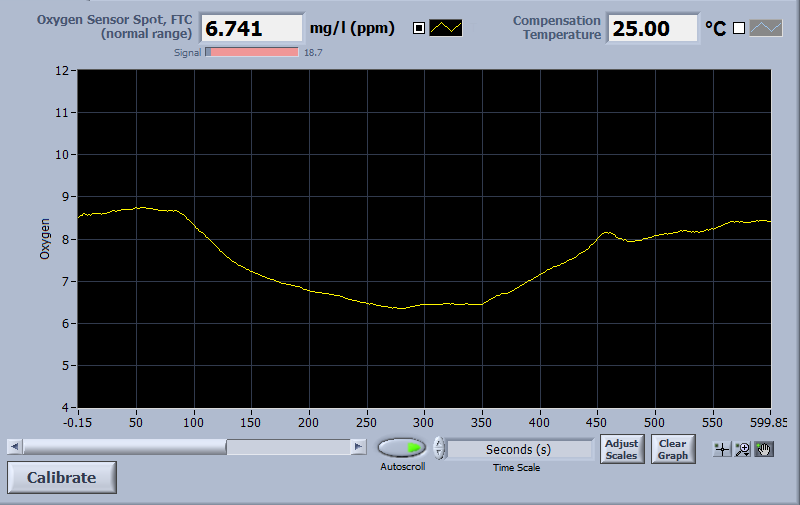 Oxygen Sensor Spot, FTC
(normal range)
6.741
mg/l (ppm)
Compensation
Temperature
25.00
°C
Signal
18.7
12
11
10
9
8
7
6
5
4
Oxygen
-0.15
50
100
150
200
250
300
350
400
450
500
550
599.85
Autoscroll
Seconds (s)
Time Scale
Adjust
Scales
Clear
Graph
Calibrate